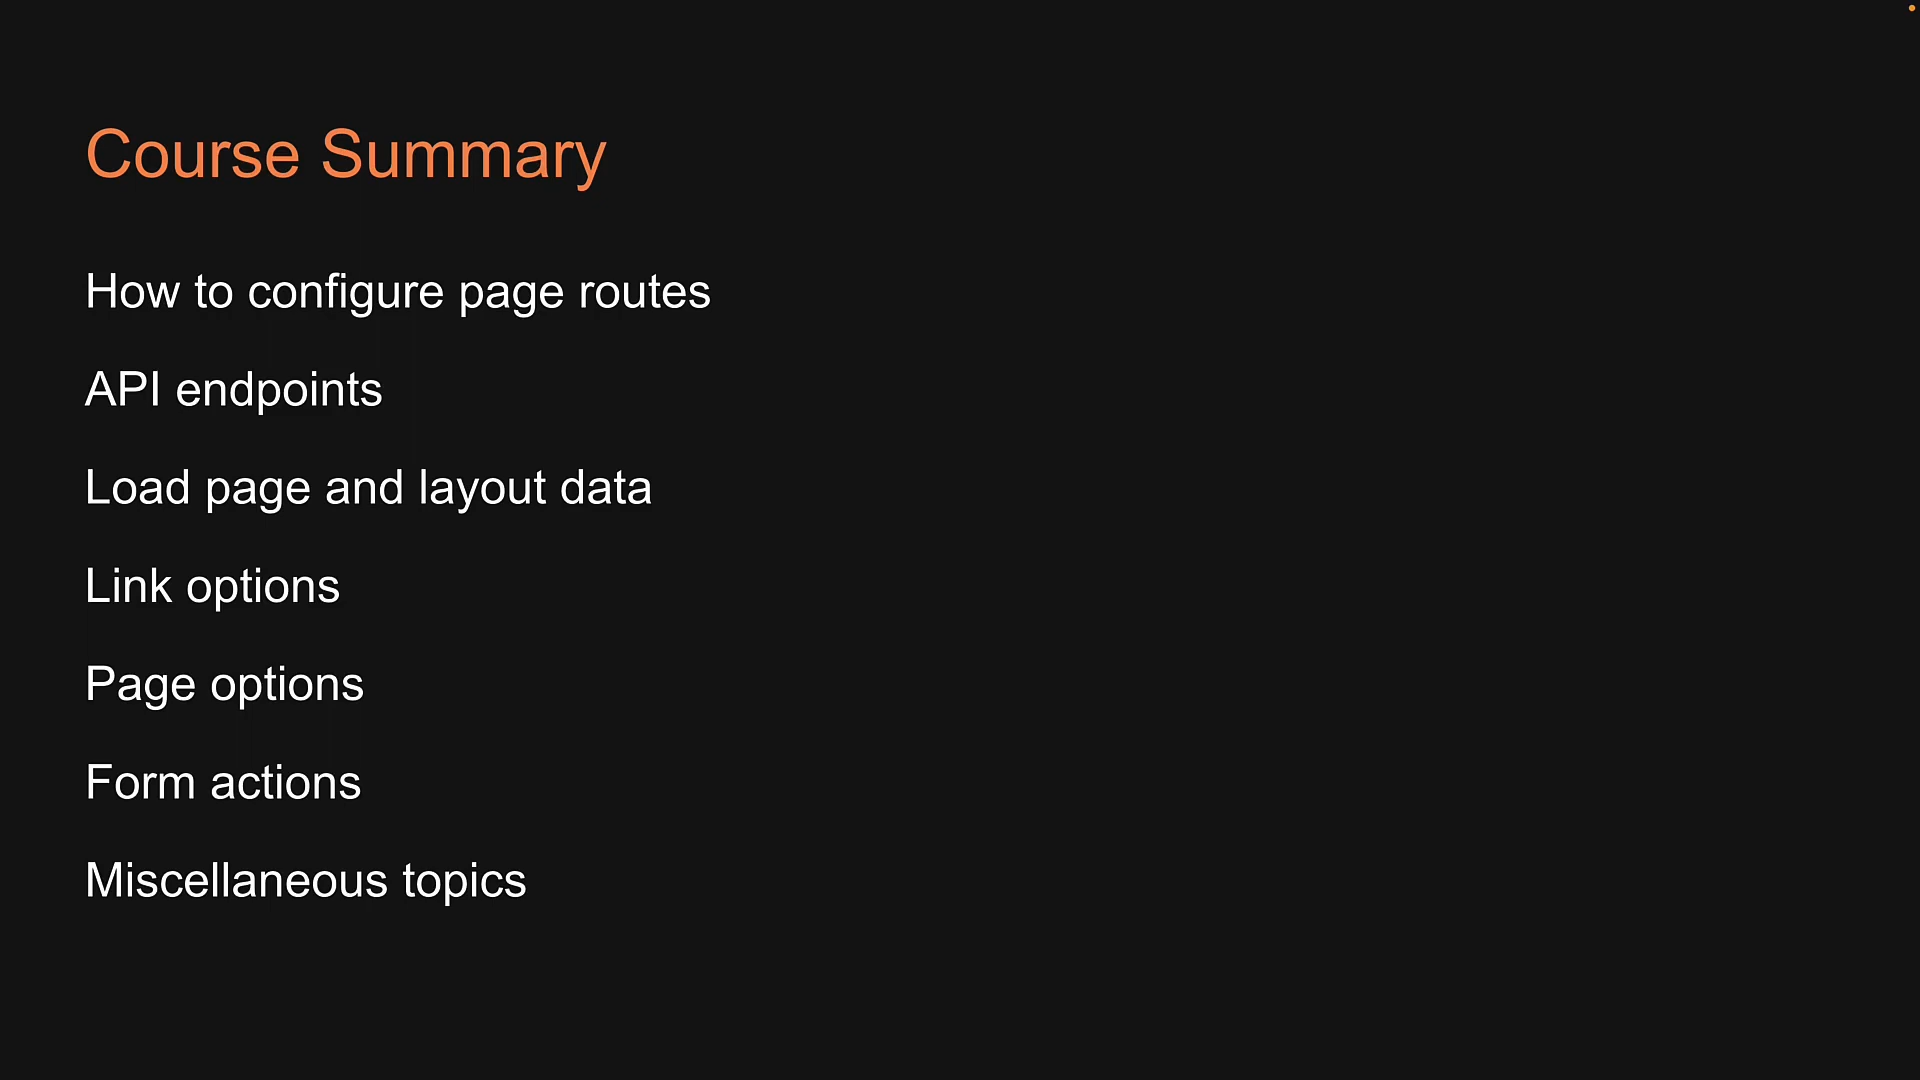 Course Summary
How to configure page routes
API endpoints
Load page and layout data
Link options
Page options
Form actions
Miscellaneous topics